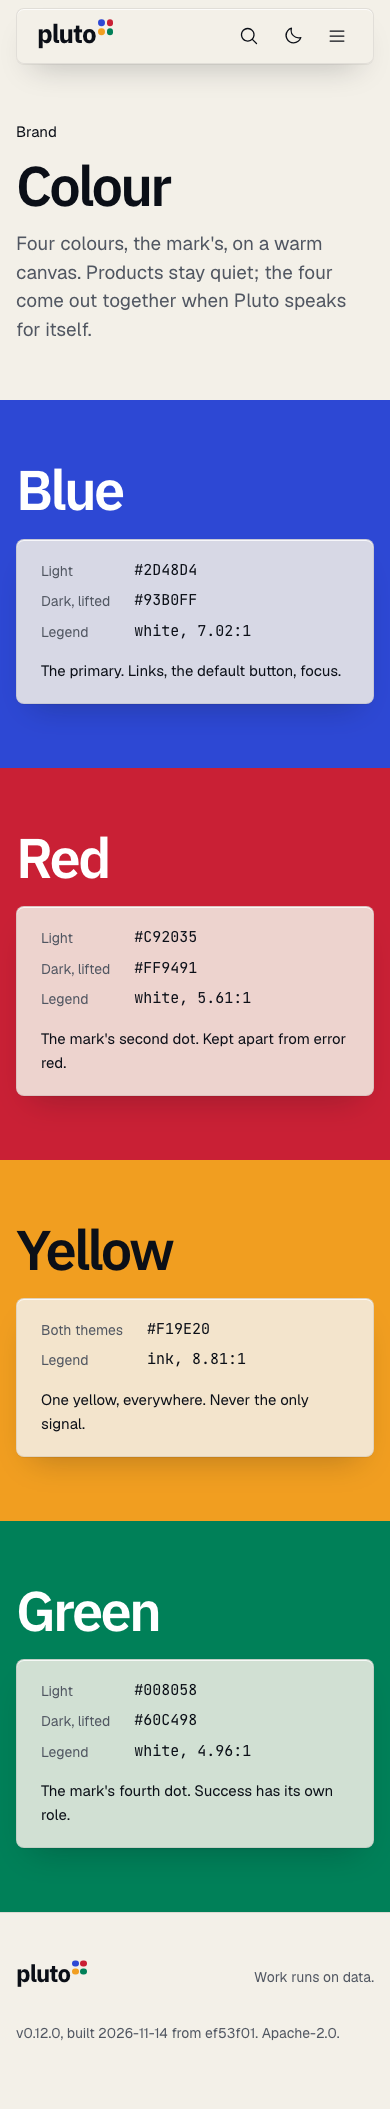 pluto
Brand
Colour
Four colours, the mark's, on a warm
canvas. Products stay quiet; the four
come out together when Pluto speaks
for itself.
Blue
Light #2D48D4
Dark, lifted #93B0FF
Legend white, 7.02:1
The primary. Links, the default button, focus.
Red
Light #C92035
Dark, lifted #FF9491
Legend white, 5.61:1
The mark's second dot. Kept apart from error
red.
Yellow
Both themes #F19E20
Legend ink, 8.81:1
One yellow, everywhere. Never the only
signal.
Green
Light #008058
Dark, lifted #60C498
Legend white, 4.96:1
The mark's fourth dot. Success has its own
role.
pluto
Work runs on data.
v0.12.0, built 2026-11-14 from ef53f01. Apache-2.0.